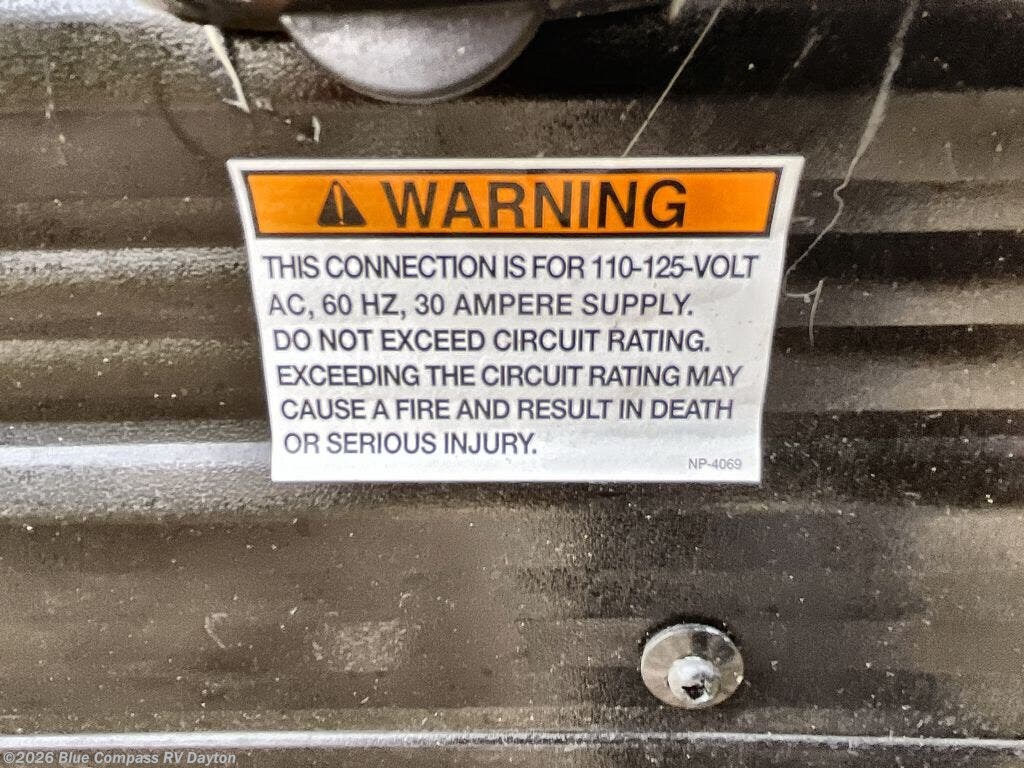 WARNING
THIS CONNECTION IS FOR 110-125-VOLT
AC, 60 HZ, 30 AMPERE SUPPLY.
DO NOT EXCEED CIRCUIT RATING.
EXCEEDING THE CIRCUIT RATING MAY
CAUSE A FIRE AND RESULT IN DEATH
OR SERIOUS INJURY.
NP-4069
©2026 Blue Compass RV Dayton